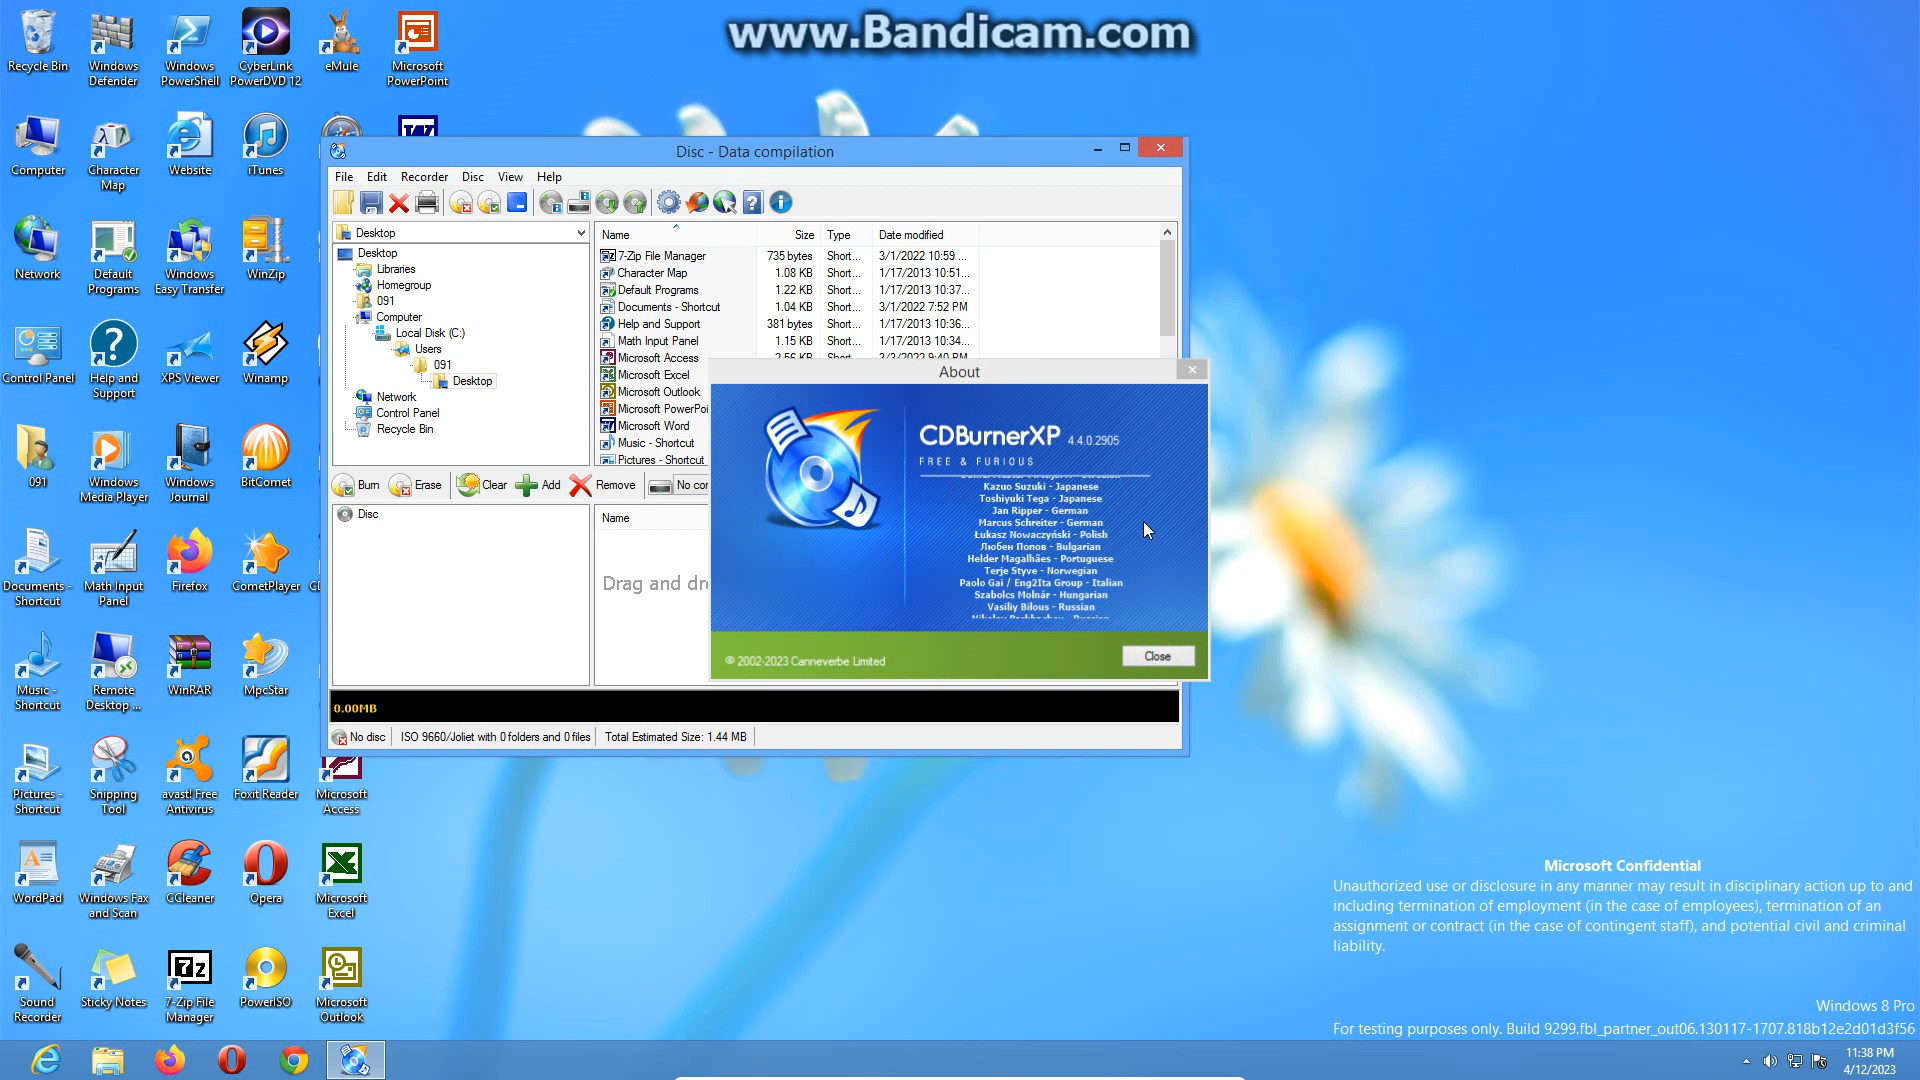 www.Bandicam.com
Recycle Bin
Windows Defender
Windows PowerShell
CyberLink PowerDVD 12
eMule
Microsoft PowerPoint
Computer
Character Map
Website
iTunes
Network
Default Programs
Windows Easy Transfer
WinZip
Control Panel
Help and Support
XPS Viewer
Winamp
091
Windows Media Player
Windows Journal
BitComet
Documents - Shortcut
Math Input Panel
Firefox
CometPlayer
Music - Shortcut
Remote Desktop ...
WinRAR
MpcStar
Pictures - Shortcut
Snipping Tool
avast! Free Antivirus
Foxit Reader
Microsoft Access
WordPad
Windows Fax and Scan
CCleaner
Opera
Microsoft Excel
Sound Recorder
Sticky Notes
7-Zip File Manager
PowerISO
Microsoft Outlook
Disc - Data compilation
File Edit Recorder Disc View Help
Desktop
Desktop
Libraries
Homegroup
091
Computer
Local Disk (C:)
Users
091
Desktop
Network
Control Panel
Recycle Bin
Name Size Type Date modified
7-Zip File Manager 735 bytes Short... 3/1/2022 10:59 ...
Character Map 1.08 KB Short... 1/17/2013 10:51...
Default Programs 1.22 KB Short... 1/17/2013 10:37...
Documents - Shortcut 1.04 KB Short... 3/1/2022 7:52 PM
Help and Support 381 bytes Short... 1/17/2013 10:36...
Math Input Panel 1.15 KB Short... 1/17/2013 10:34...
Microsoft Access 2.56 KB Short... 3/3/2022 9:40 PM
Microsoft Excel
Microsoft Outlook
Microsoft PowerPoi
Microsoft Word
Music - Shortcut
Pictures - Shortcut
Burn Erase Clear Add Remove No cor
Disc
Name
Drag and dr
0.00MB
No disc ISO 9660/Joliet with 0 folders and 0 files Total Estimated Size: 1.44 MB
About
CDBurnerXP 4.4.0.2905
FREE & FURIOUS
Kazuo Suzuki - Japanese
Toshiyuki Tega - Japanese
Jan Ripper - German
Marcus Schreiter - German
Łukasz Nowaczyński - Polish
Любен Попов - Bulgarian
Helder Magalhães - Portuguese
Terje Styve - Norwegian
Paolo Gai / Eng2Ita Group - Italian
Szabolcs Molnár - Hungarian
Vasiliy Bilous - Russian
© 2002-2023 Canneverbe Limited
Close
Microsoft Confidential
Unauthorized use or disclosure in any manner may result in disciplinary action up to and
including termination of employment (in the case of employees), termination of an
assignment or contract (in the case of contingent staff), and potential civil and criminal
liability.
Windows 8 Pro
For testing purposes only. Build 9299.fbl_partner_out06.130117-1707.818b12e2d01d3f56
11:38 PM
4/12/2023